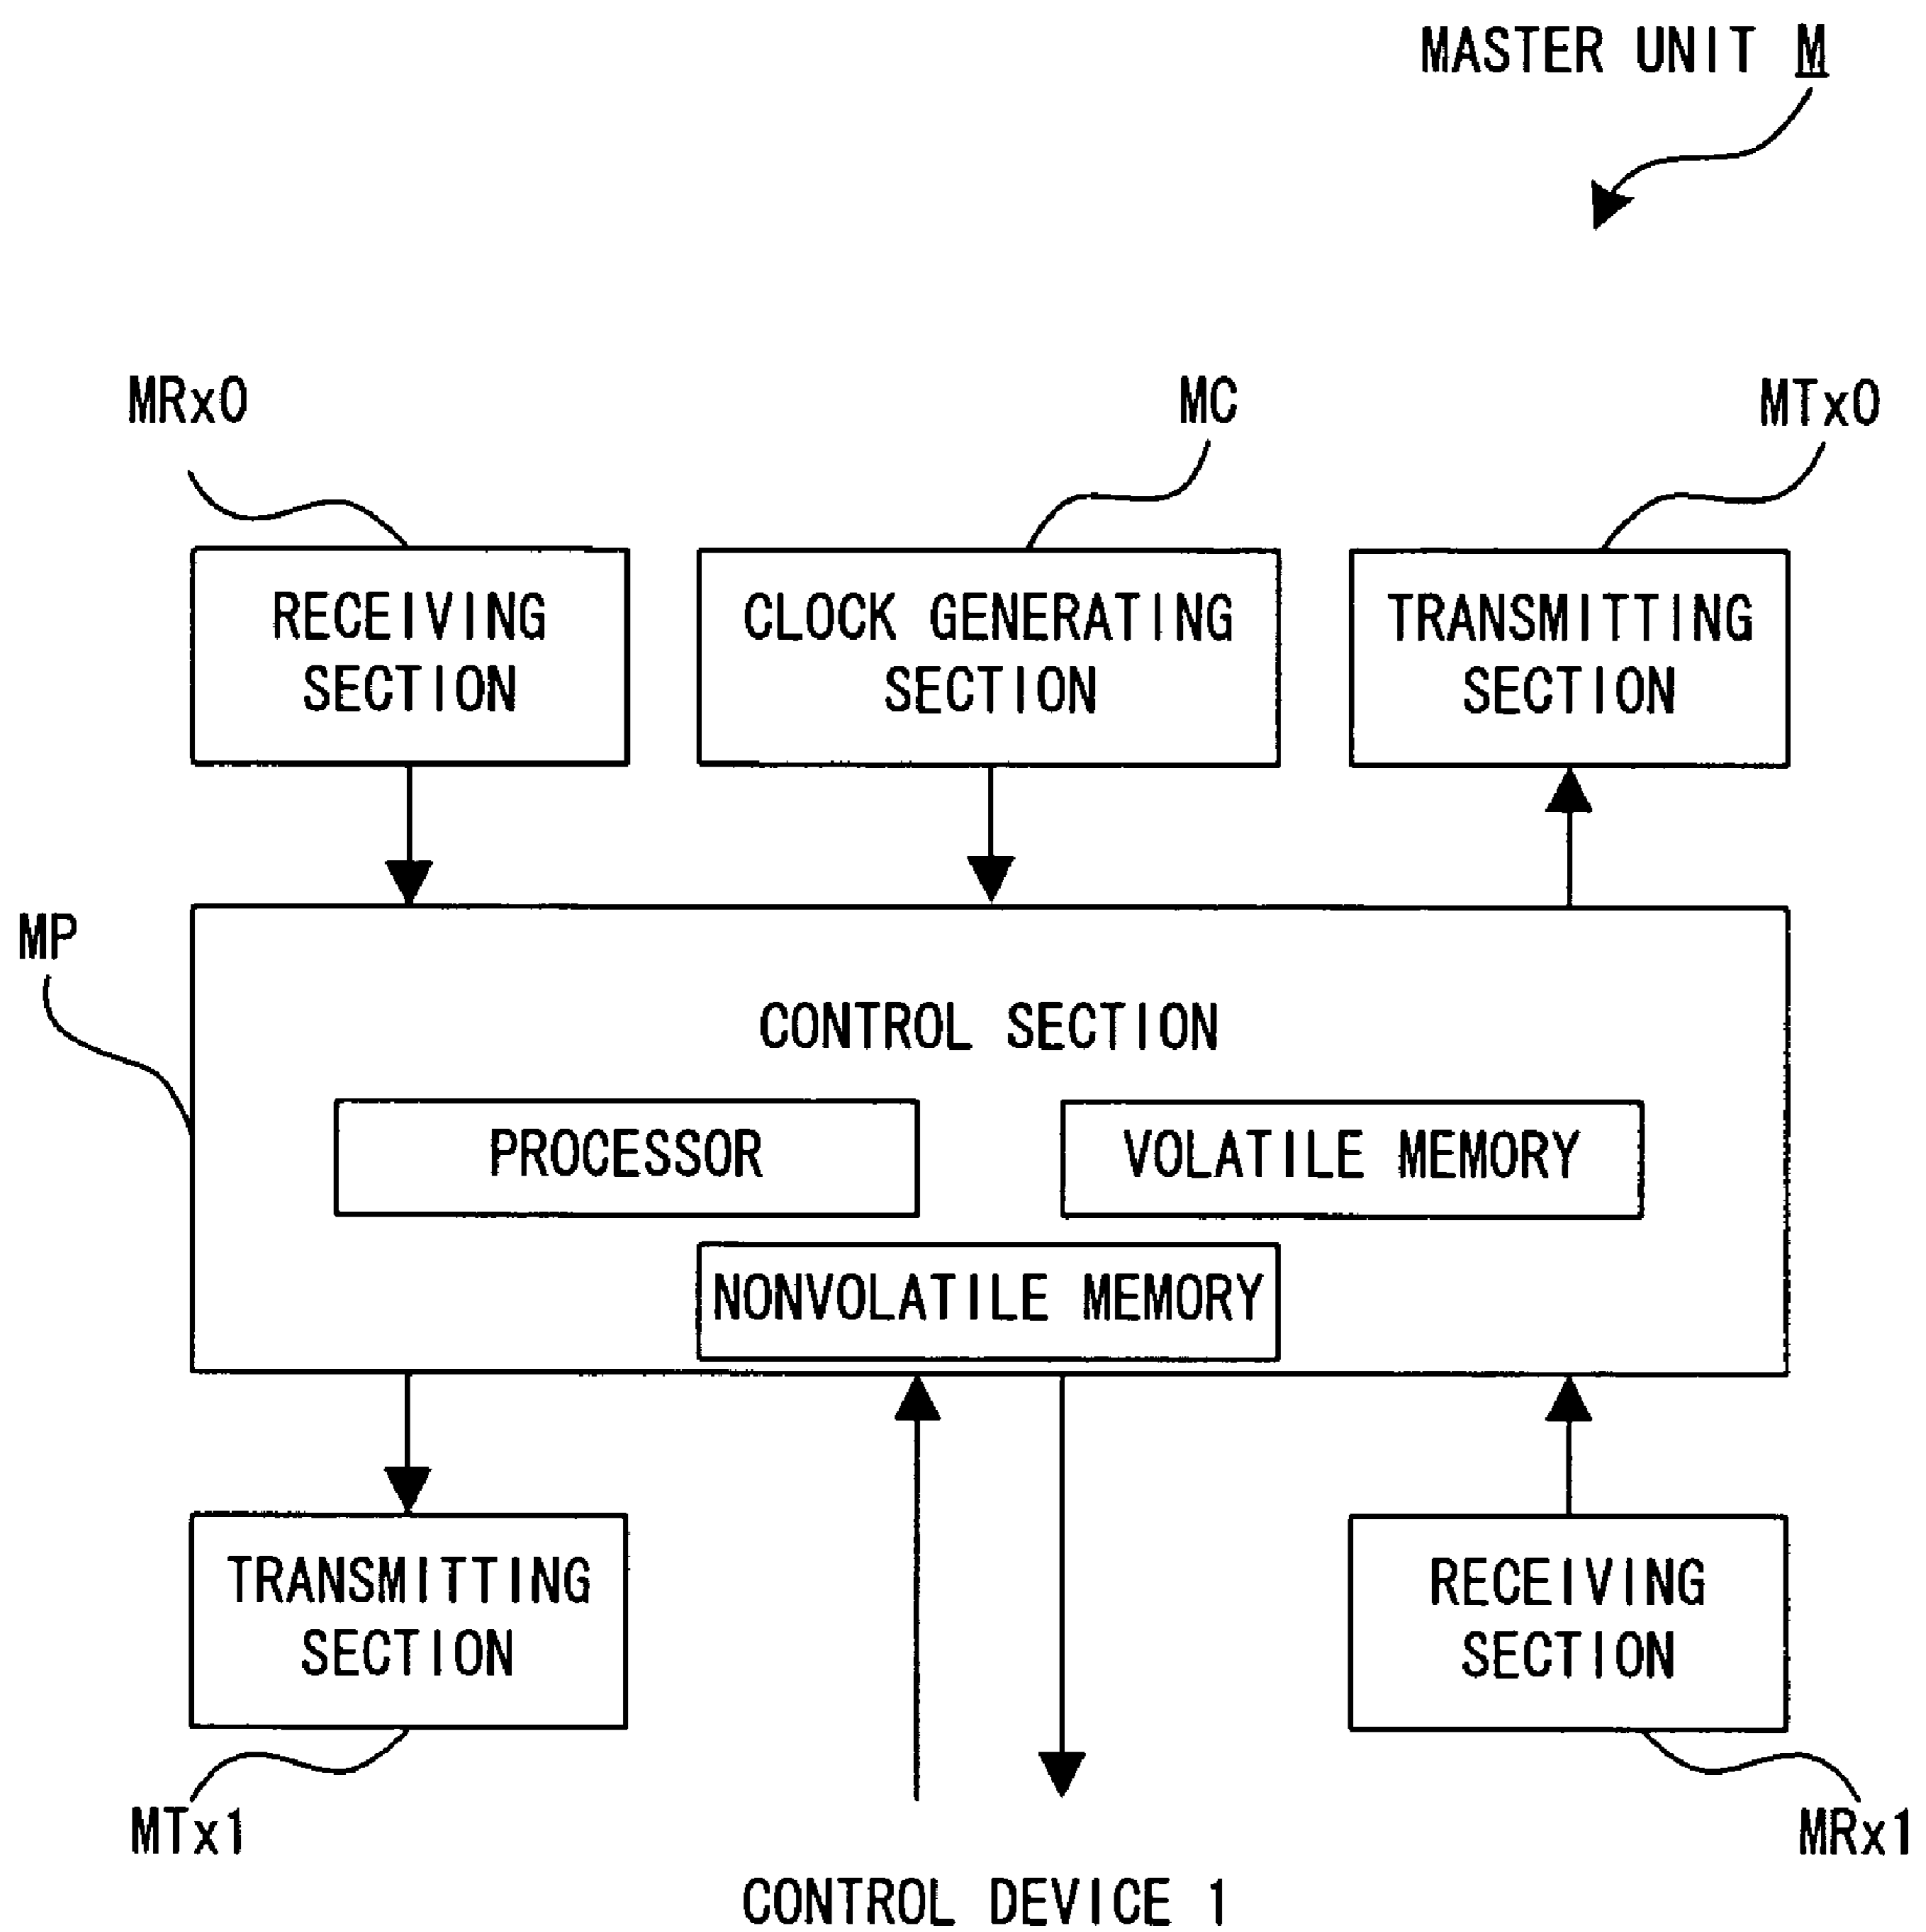 MASTER UNIT M
MRx0
MC
MTx0
RECEIVING
SECTION
CLOCK GENERATING
SECTION
TRANSMITTING
SECTION
MP
CONTROL SECTION
PROCESSOR
VOLATILE MEMORY
NONVOLATILE MEMORY
TRANSMITTING
SECTION
RECEIVING
SECTION
MTx1
MRx1
CONTROL DEVICE 1